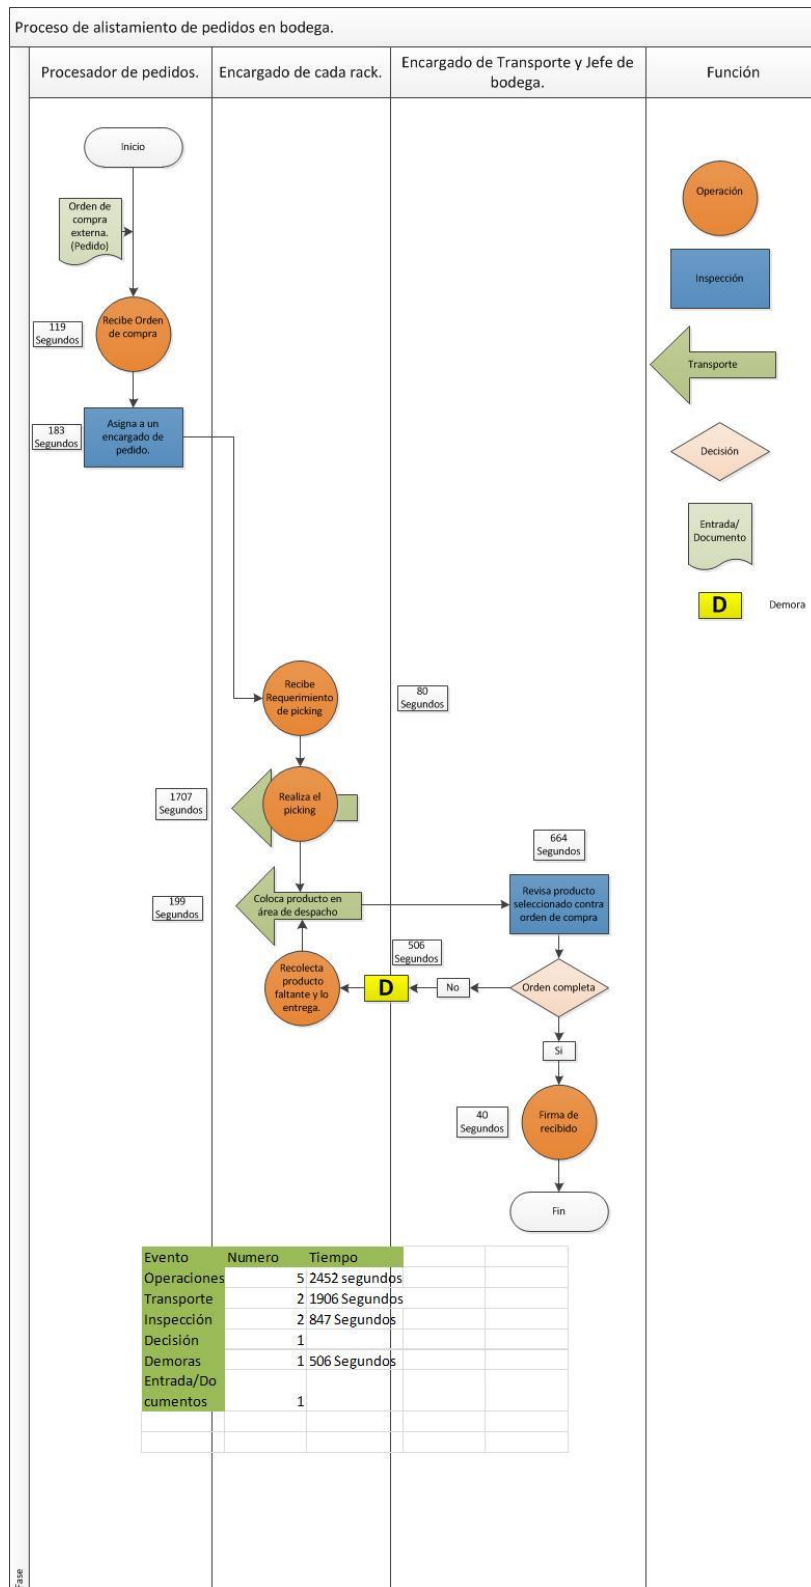 Proceso de alistamiento de pedidos en bodega.
Procesador de pedidos.
Encargado de cada rack.
Encargado de Transporte y Jefe de
bodega.
Función
Inicio
Orden de
compra
externa.
(Pedido)
119
Segundos
Recibe Orden
de compra
183
Segundos
Asigna a un
encargado de
pedido.
Operación
Inspección
Transporte
Decisión
Entrada/
Documento
D
Demora
Recibe
Requerimiento
de picking
80
Segundos
1707
Segundos
Realiza el
picking
199
Segundos
Coloca producto en
área de despacho
664
Segundos
Revisa producto
seleccionado contra
orden de compra
506
Segundos
Recolecta
producto
faltante y lo
entrega.
D
No
Orden completa
Si
40
Segundos
Firma de
recibido
Fin
Evento Numero Tiempo
Operaciones 5 2452 segundos
Transporte 2 1906 Segundos
Inspección 2 847 Segundos
Decisión 1
Demoras 1 506 Segundos
Entrada/Do
cumentos 1
Fase